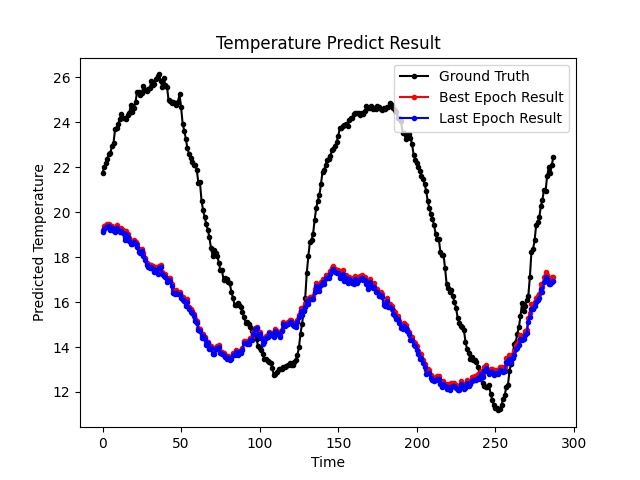 Temperature Predict Result
Ground Truth
Best Epoch Result
Last Epoch Result
Predicted Temperature
26
24
22
20
18
16
14
12
0 50 100 150 200 250 300
Time